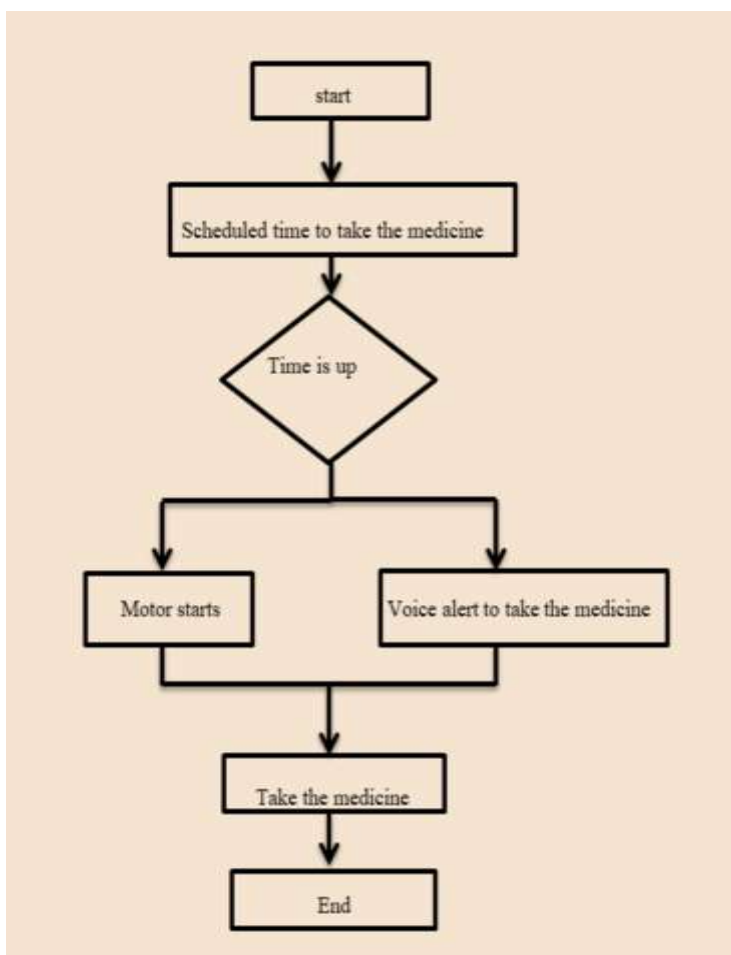 start
Scheduled time to take the medicine
Time is up
Motor starts
Voice alert to take the medicine
Take the medicine
End